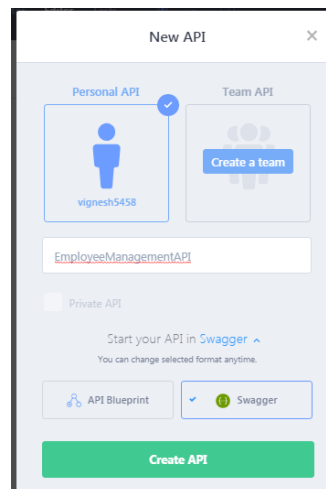 New API ×
Personal API Team API
Create a team
vignesh5458
EmployeeManagementAPI
Private API
Start your API in Swagger
You can change selected format anytime.
API Blueprint Swagger
Create API